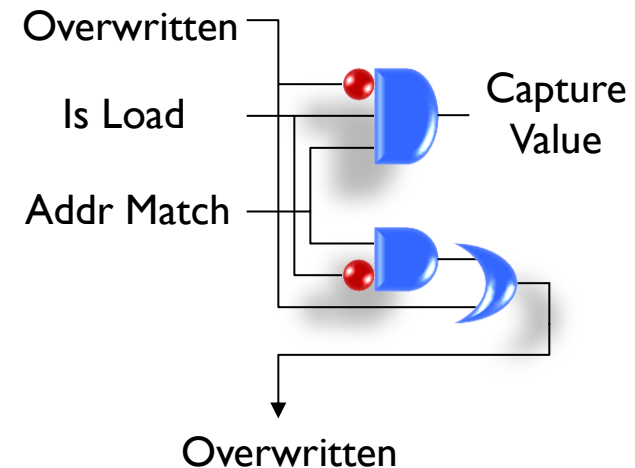 Overwritten
Is Load
Capture
Value
Addr Match
Overwritten